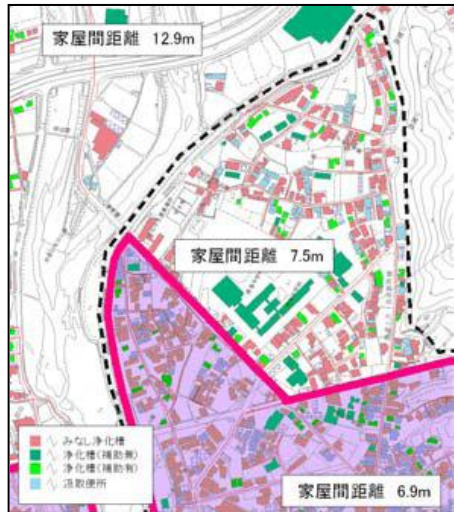 家屋間距離 12.9m
家屋間距離 7.5m
みなし浄化槽
浄化槽(補助無)
浄化槽(補助有)
汲取便所
家屋間距離 6.9m